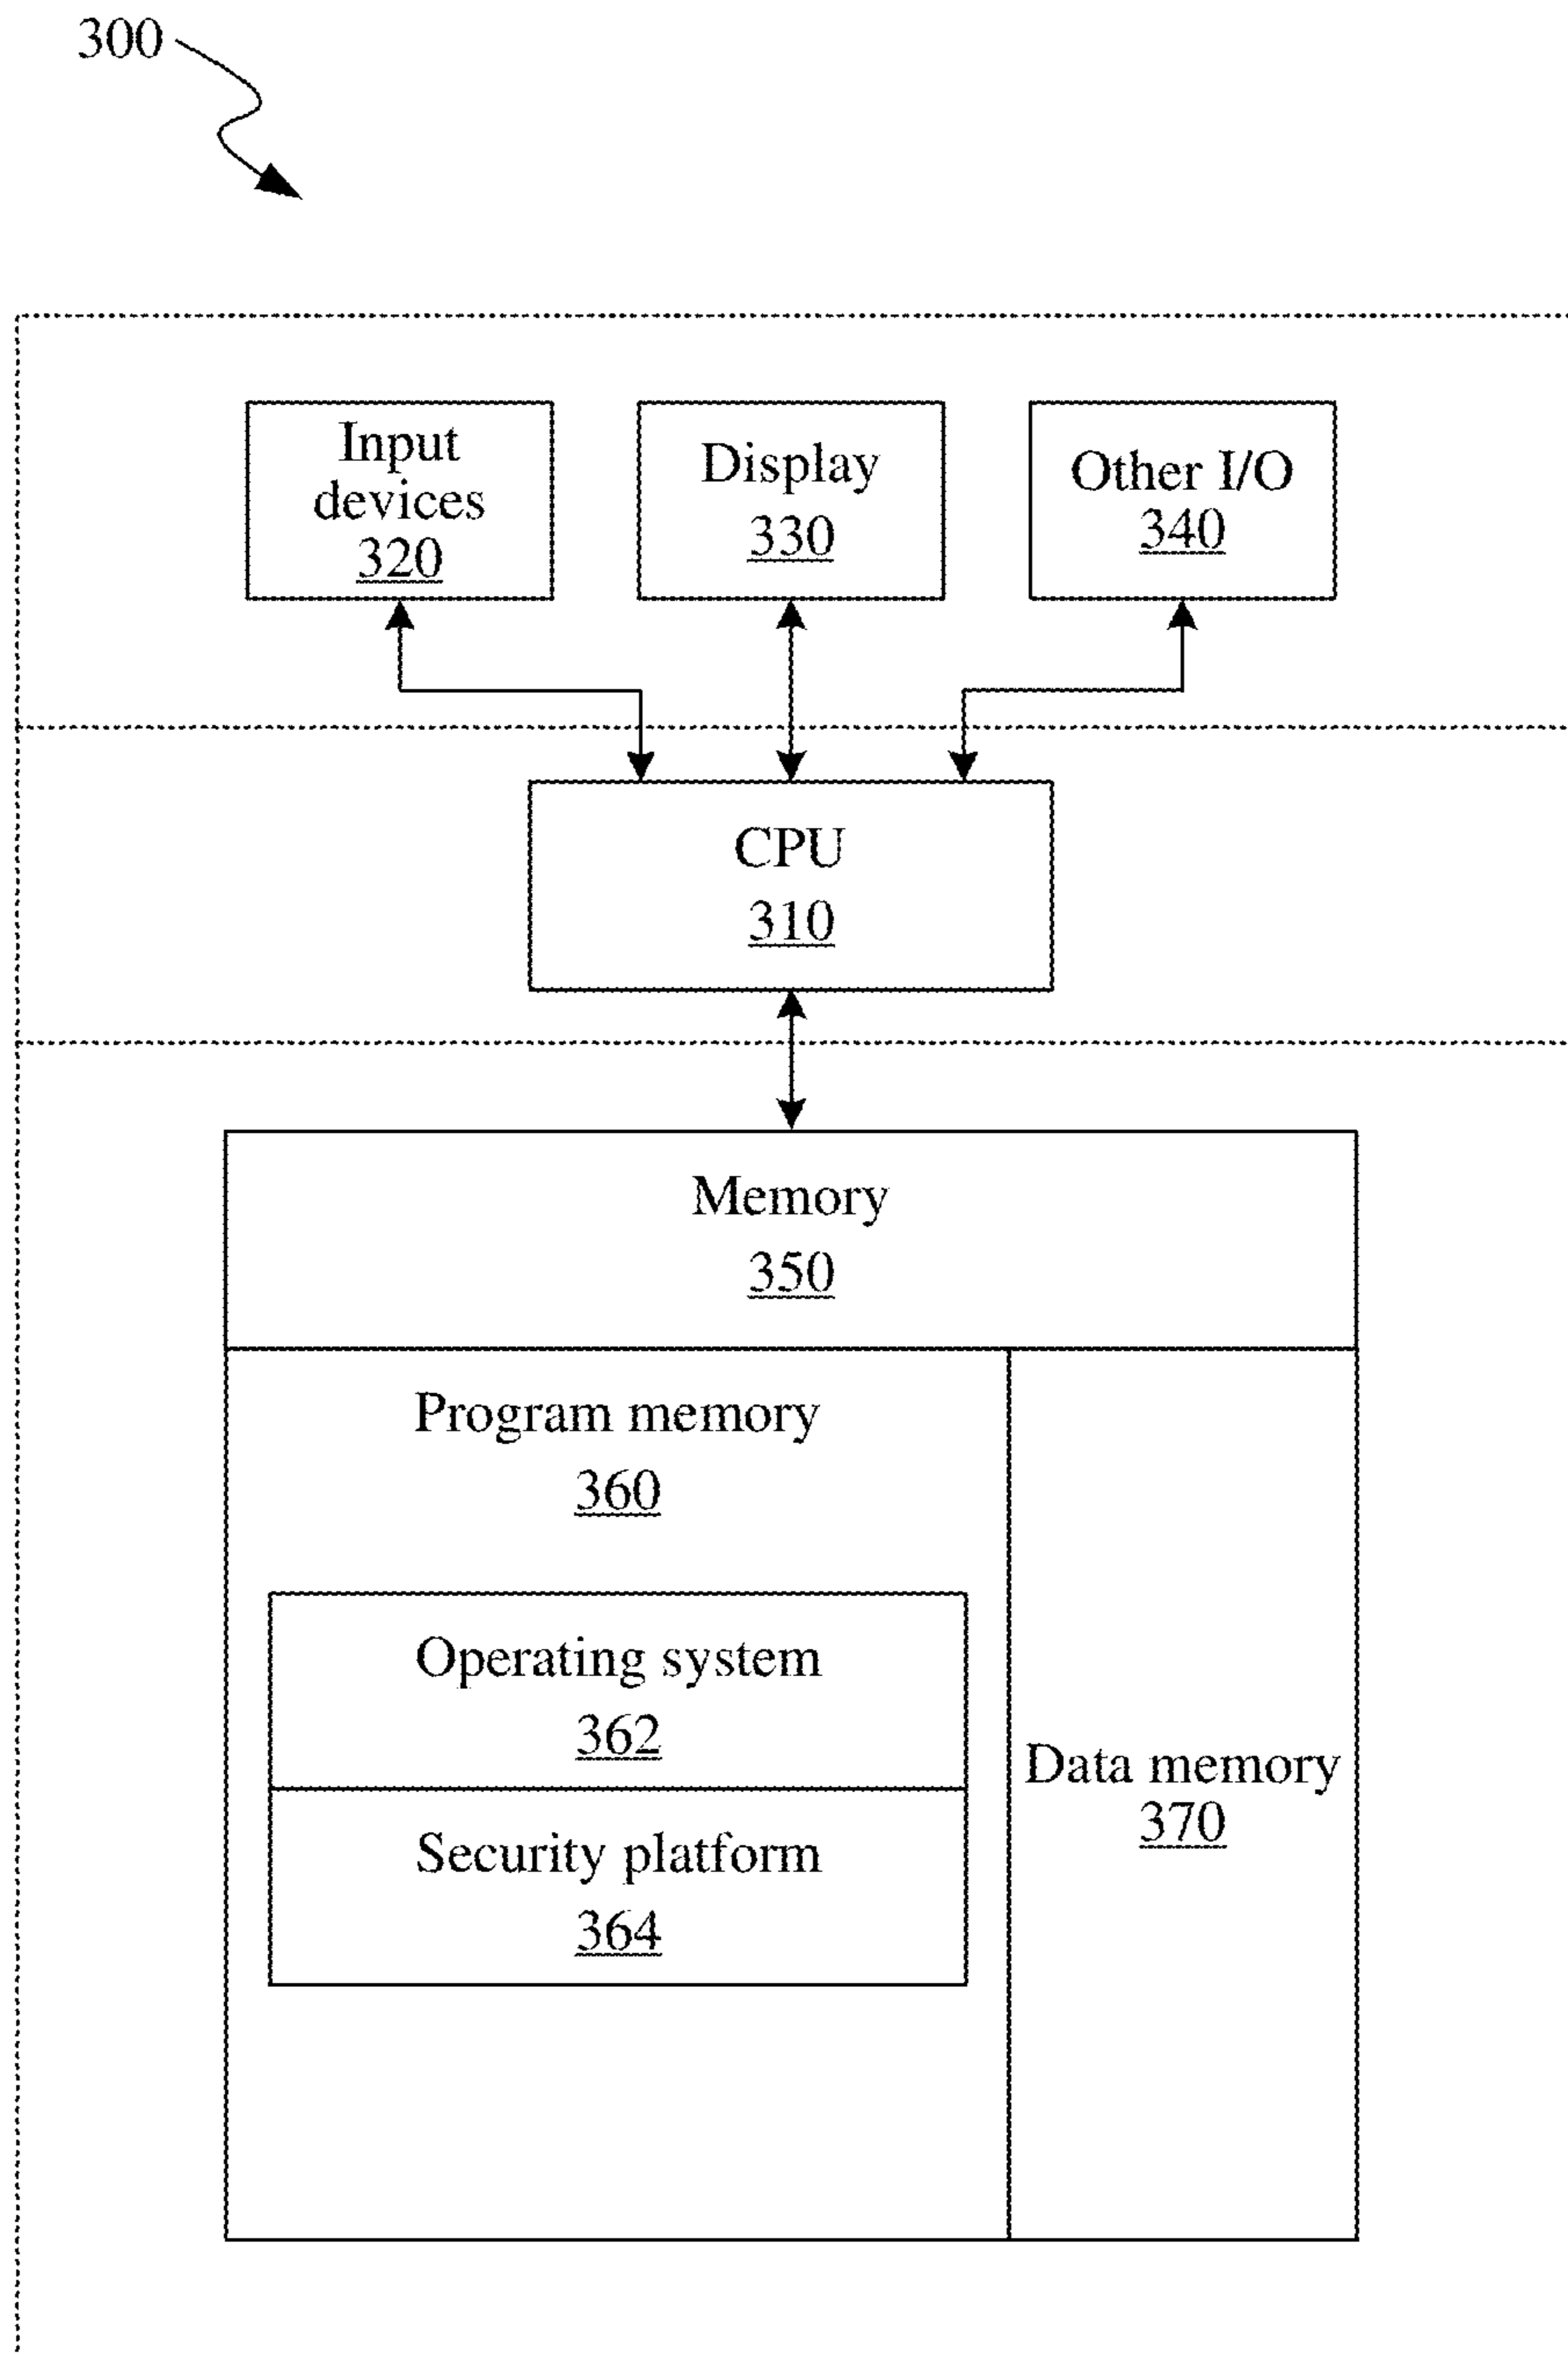 300
Input
devices
320
Display
330
Other I/O
340
CPU
310
Memory
350
Program memory
360
Operating system
362
Security platform
364
Data memory
370